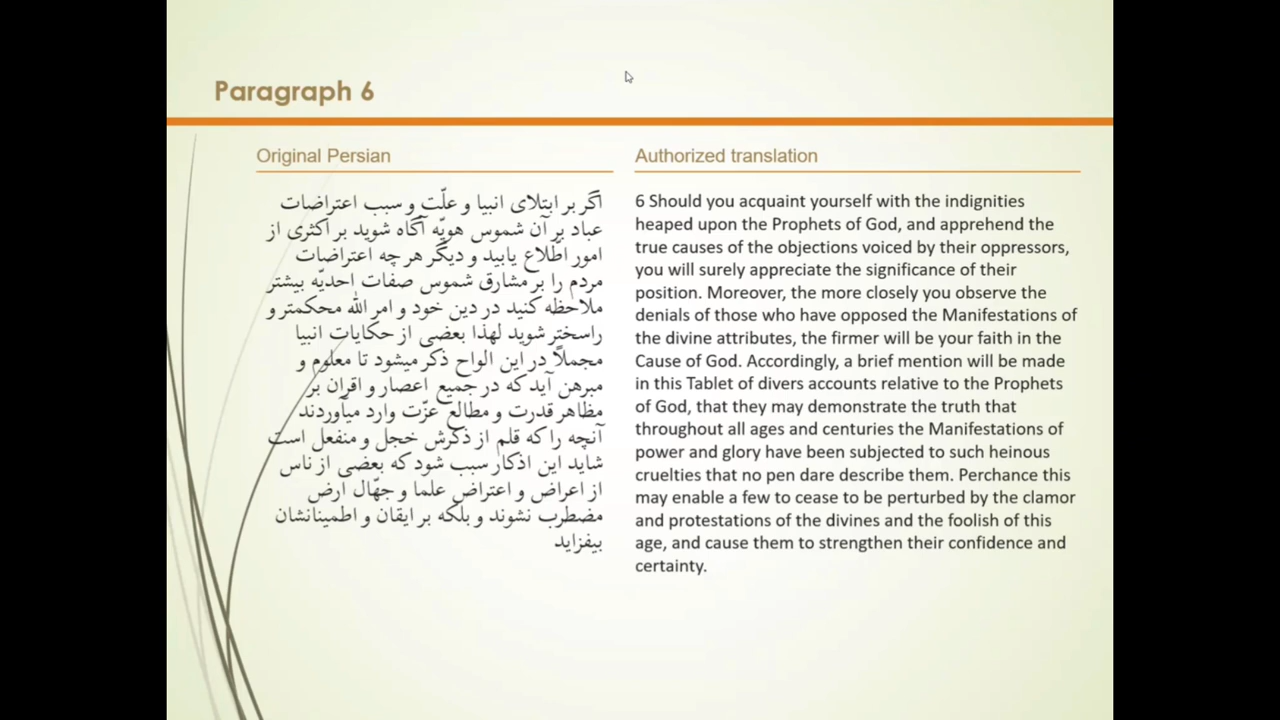 Paragraph 6
Original Persian
اگر بر ابتلای انبیا و علّت و سبب اعتراضات
عباد بر آن شموس هویّه آگاه شوید بر اکثری از
امور اطّلاع یابید و دیگر هر چه اعتراضات
مردم را بر مشارق شموس صفات احدیّه بیشتر
ملاحظه کنید در دین خود و امر الله محکمتر و
راسختر شوید لهذا بعضی از حکایات انبیا
مجملاً در این الواح ذکر میشود تا معلوم و
مبرهن آید که در جمیع اعصار و اقران بر
مظاهر قدرت و مطالع عزّت وارد میآوردند
آنچه را که قلم از ذکرش خجل و منفعل است
شاید این اذکار سبب شود که بعضی از ناس
از اعراض و اعتراض علما و جهّال ارض
مضطرب نشوند و بلکه بر ایقان و اطمینانشان
بیفزاید
Authorized translation
6 Should you acquaint yourself with the indignities
heaped upon the Prophets of God, and apprehend the
true causes of the objections voiced by their oppressors,
you will surely appreciate the significance of their
position. Moreover, the more closely you observe the
denials of those who have opposed the Manifestations of
the divine attributes, the firmer will be your faith in the
Cause of God. Accordingly, a brief mention will be made
in this Tablet of divers accounts relative to the Prophets
of God, that they may demonstrate the truth that
throughout all ages and centuries the Manifestations of
power and glory have been subjected to such heinous
cruelties that no pen dare describe them. Perchance this
may enable a few to cease to be perturbed by the clamor
and protestations of the divines and the foolish of this
age, and cause them to strengthen their confidence and
certainty.